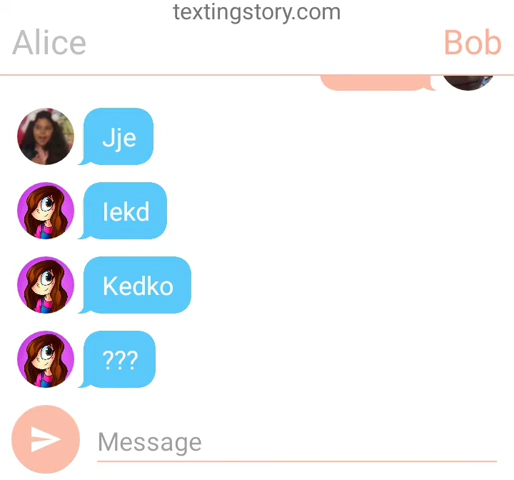 textingstory.com
Alice Bob
Jje
Iekd
Kedko
???
Message